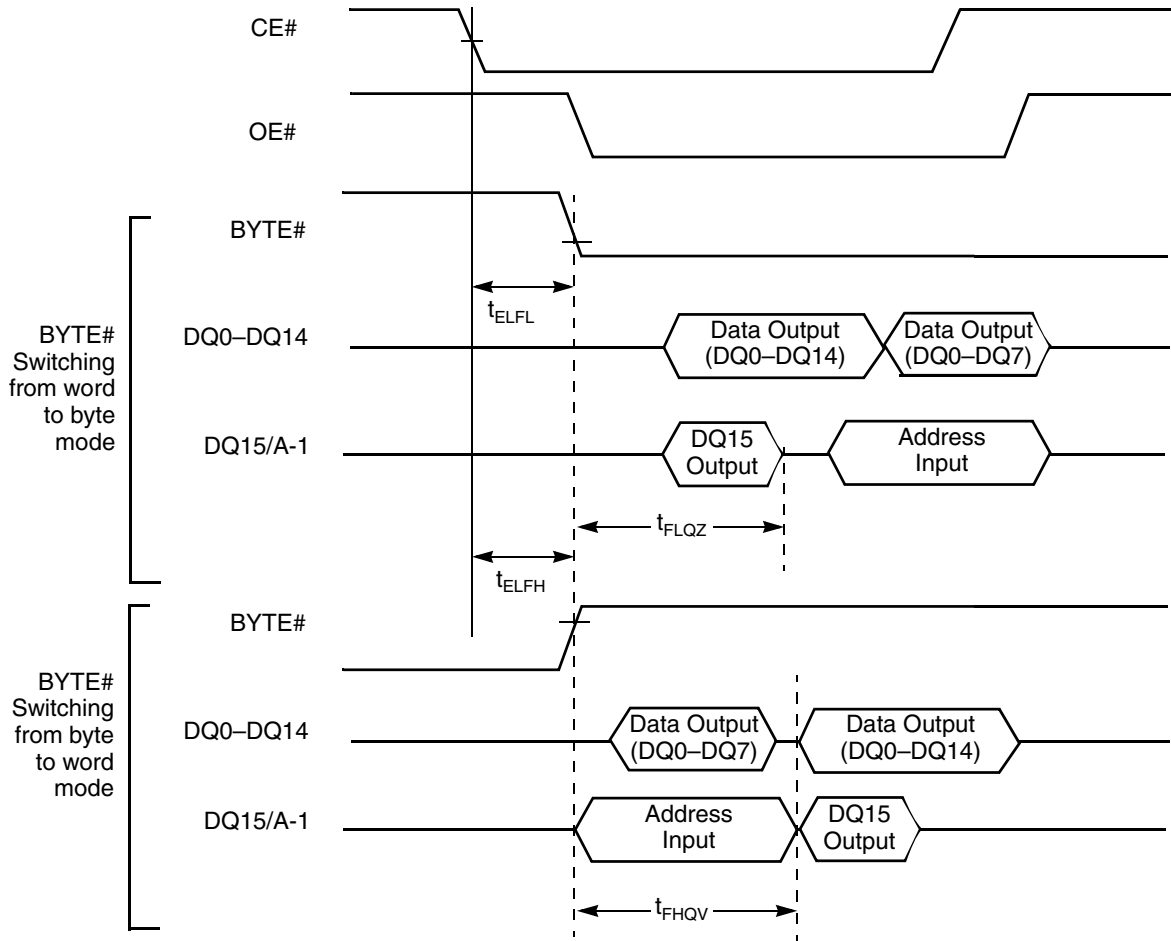 CE#
OE#
BYTE#
tELFL
BYTE#
Switching
from word
to byte
mode
DQ0–DQ14
Data Output
(DQ0–DQ14)
Data Output
(DQ0–DQ7)
DQ15/A-1
DQ15
Output
Address
Input
tFLQZ
tELFH
BYTE#
BYTE#
Switching
from byte
to word
mode
DQ0–DQ14
Data Output
(DQ0–DQ7)
Data Output
(DQ0–DQ14)
DQ15/A-1
Address
Input
DQ15
Output
tFHQV